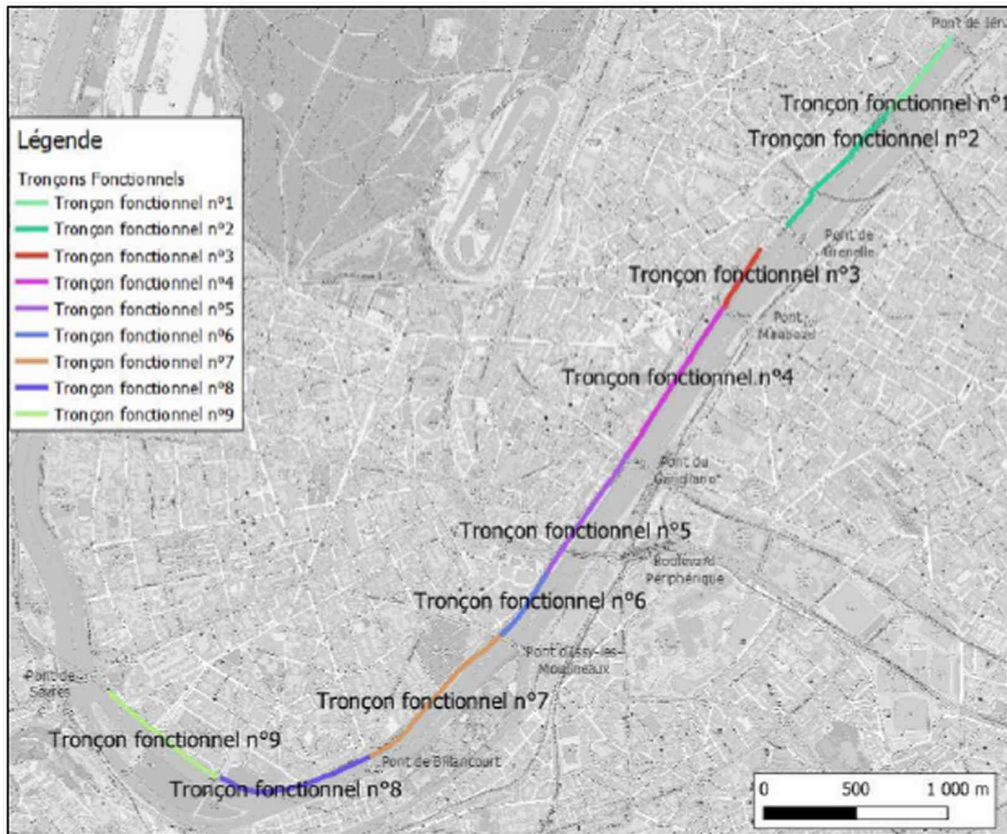 Pont de Iéna
Tronçon fonctionnel n°1
Tronçon fonctionnel n°2
Légende
Tronçons Fonctionnels
Tronçon fonctionnel n°1
Tronçon fonctionnel n°2
Tronçon fonctionnel n°3
Tronçon fonctionnel n°4
Tronçon fonctionnel n°5
Tronçon fonctionnel n°6
Tronçon fonctionnel n°7
Tronçon fonctionnel n°8
Tronçon fonctionnel n°9
Pont de
Grenelle
Tronçon fonctionnel n°3
Pont
Mirabeau
Tronçon fonctionnel n°4
Pont du
Garigliano
Tronçon fonctionnel n°5
Boulevard
Périphérique
Tronçon fonctionnel n°6
Pont d'Issy-les-
Moulineaux
Pont de
Sèvres
Tronçon fonctionnel n°7
Tronçon fonctionnel n°9
Pont de Billancourt
Tronçon fonctionnel n°8
0 500 1 000 m